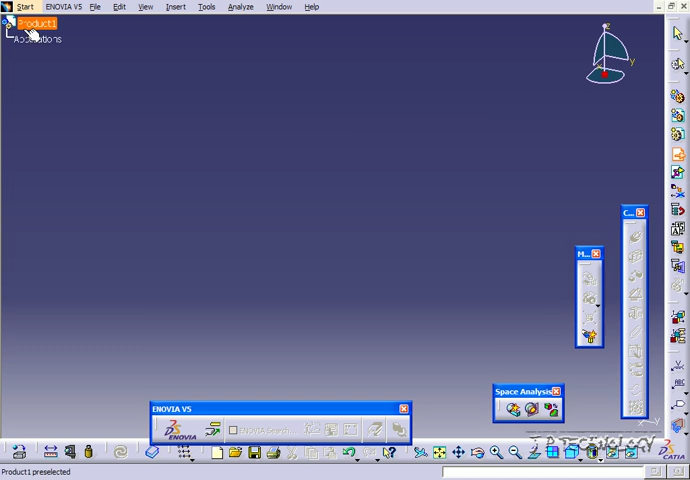 Start ENOVIA V5 File Edit View Insert Tools Analyze Window Help
Product1
Applications
z
y
x
C...
M...
Space Analysis
ENOVIA V5
ENOVIA
ENOVIA Search...
TECHNOLOGY
CATIA
Product1 preselected